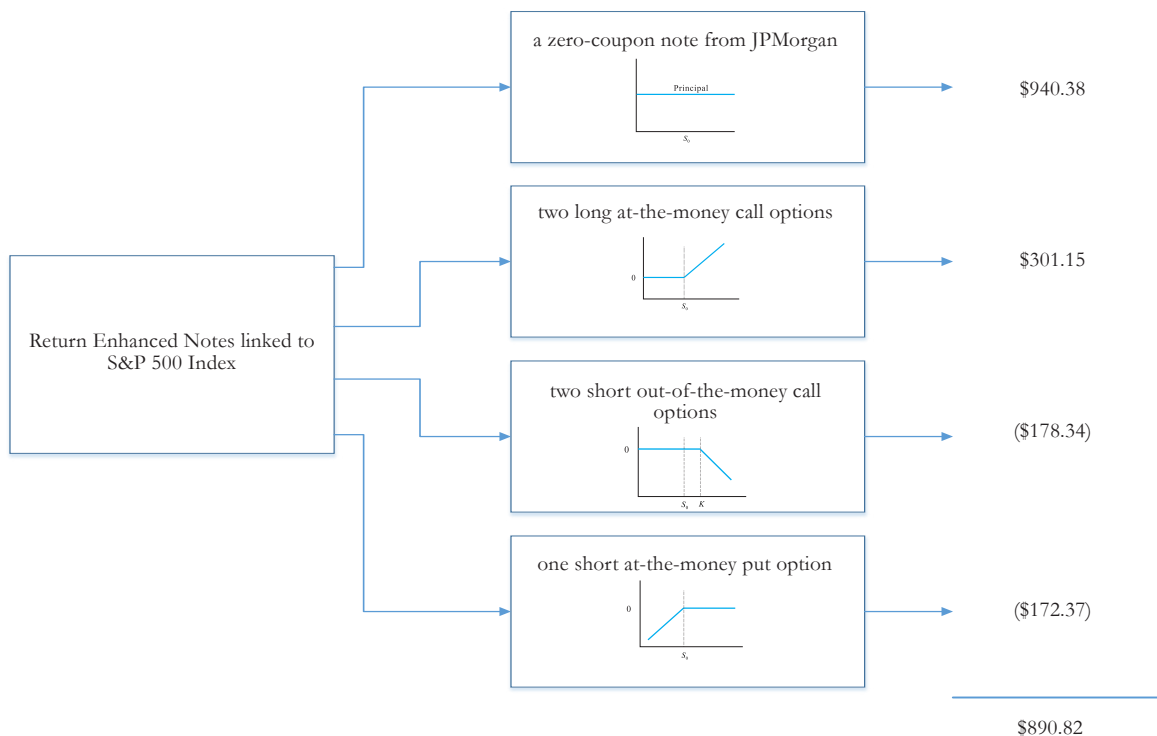 a zero-coupon note from JPMorgan
Principal
S0
$940.38
two long at-the-money call options
0
S0
$301.15
Return Enhanced Notes linked to
S&P 500 Index
two short out-of-the-money call
options
0
S0 K
($178.34)
one short at-the-money put option
0
S0
($172.37)
$890.82